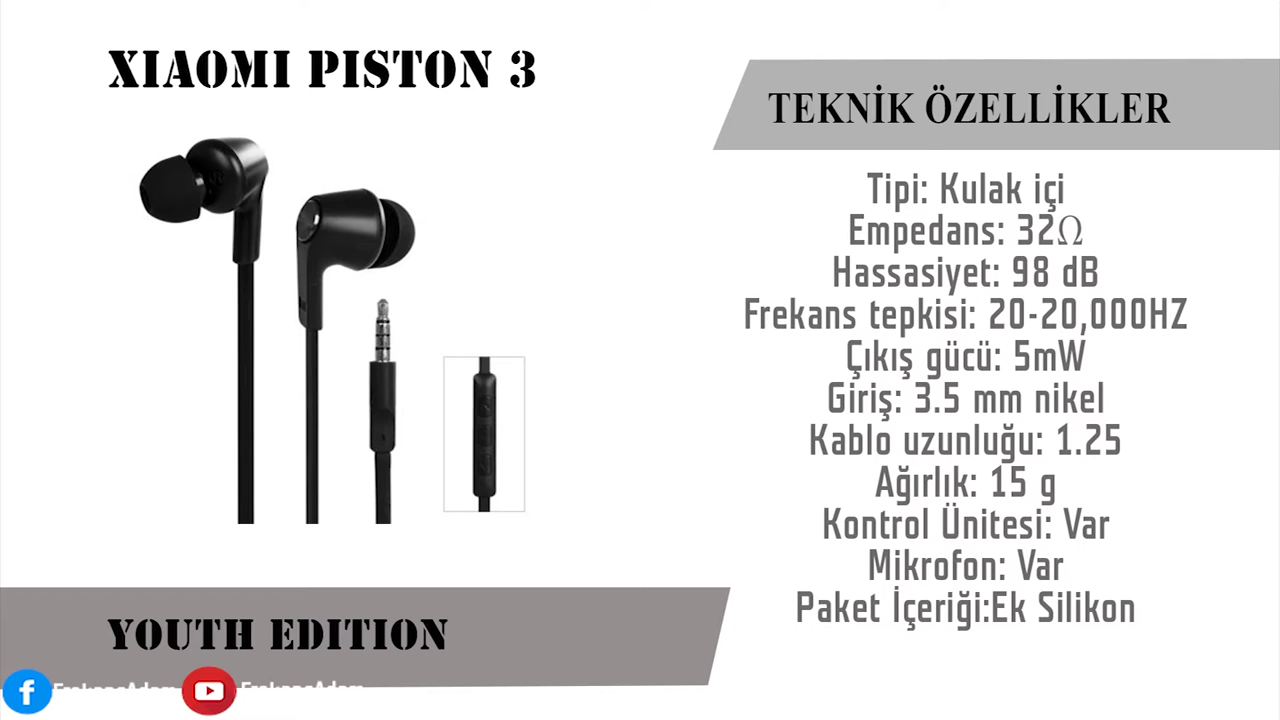 XIAOMI PISTON 3
TEKNİK ÖZELLİKLER
Tipi: Kulak içi
Empedans: 32Ω
Hassasiyet: 98 dB
Frekans tepkisi: 20-20,000HZ
Çıkış gücü: 5mW
Giriş: 3.5 mm nikel
Kablo uzunluğu: 1.25
Ağırlık: 15 g
Kontrol Ünitesi: Var
Mikrofon: Var
Paket İçeriği:Ek Silikon
YOUTH EDITION